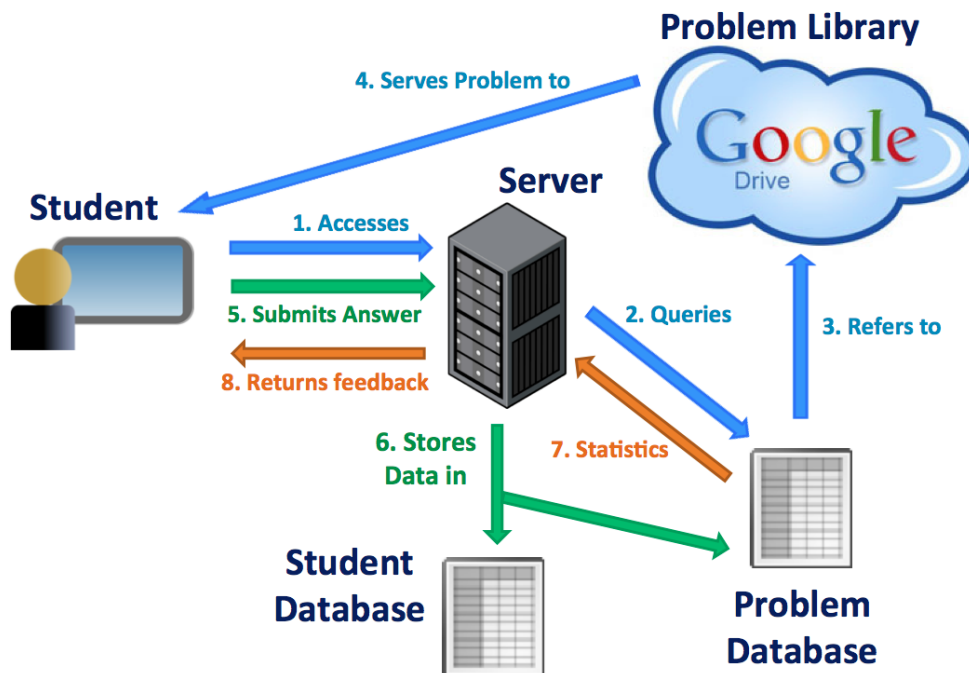 Problem Library
4. Serves Problem to
Google
Drive
Server
Student
1. Accesses
5. Submits Answer
2. Queries
3. Refers to
8. Returns feedback
6. Stores
Data in
7. Statistics
Student
Database
Problem
Database